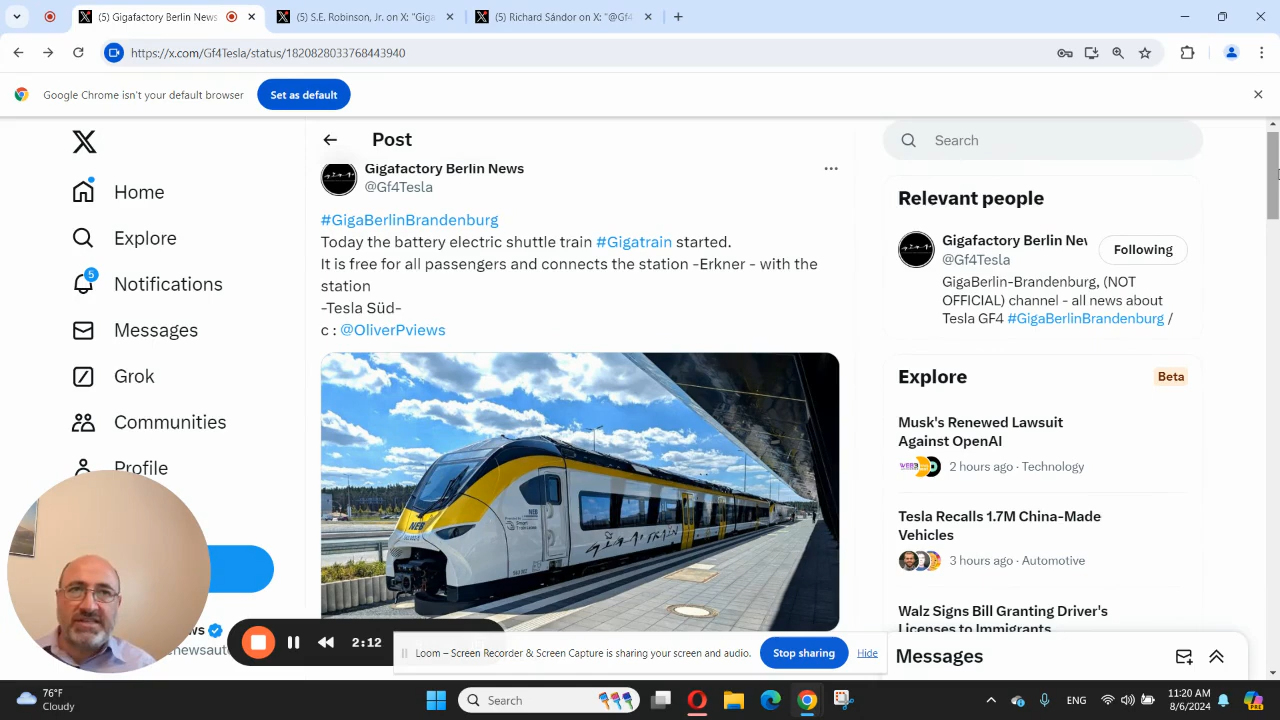 (5) Gigafactory Berlin News
(5) S.E. Robinson, Jr. on X: "Giga
(5) Richard Sándor on X: "@Gf4
https://x.com/Gf4Tesla/status/1820828033768443940
Google Chrome isn't your default browser
Set as default
Home
Explore
5
Notifications
Messages
Grok
Communities
Profile
Post
Gigafactory Berlin News
@Gf4Tesla
#GigaBerlinBrandenburg
Today the battery electric shuttle train #Gigatrain started.
It is free for all passengers and connects the station -Erkner - with the
station
-Tesla Süd-
c : @OliverPviews
NEB
NEB
Search
Relevant people
Gigafactory Berlin Nev
@Gf4Tesla
Following
GigaBerlin-Brandenburg, (NOT
OFFICIAL) channel - all news about
Tesla GF4 #GigaBerlinBrandenburg /
Explore
Beta
Musk's Renewed Lawsuit
Against OpenAI
2 hours ago · Technology
Tesla Recalls 1.7M China-Made
Vehicles
3 hours ago · Automotive
Walz Signs Bill Granting Driver's
Licenses to Immigrants
Messages
2:12
Loom – Screen Recorder & Screen Capture is sharing your screen and audio.
Stop sharing
Hide
76°F
Cloudy
Search
ENG
11:20 AM
8/6/2024